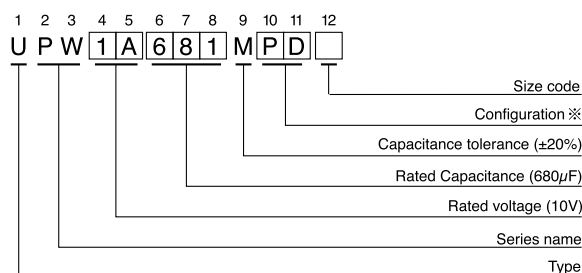 1 2 3 4 5 6 7 8 9 10 11 12
U P W 1 A 6 8 1 M P D
Size code
Configuration ※
Capacitance tolerance (±20%)
Rated Capacitance (680µF)
Rated voltage (10V)
Series name
Type